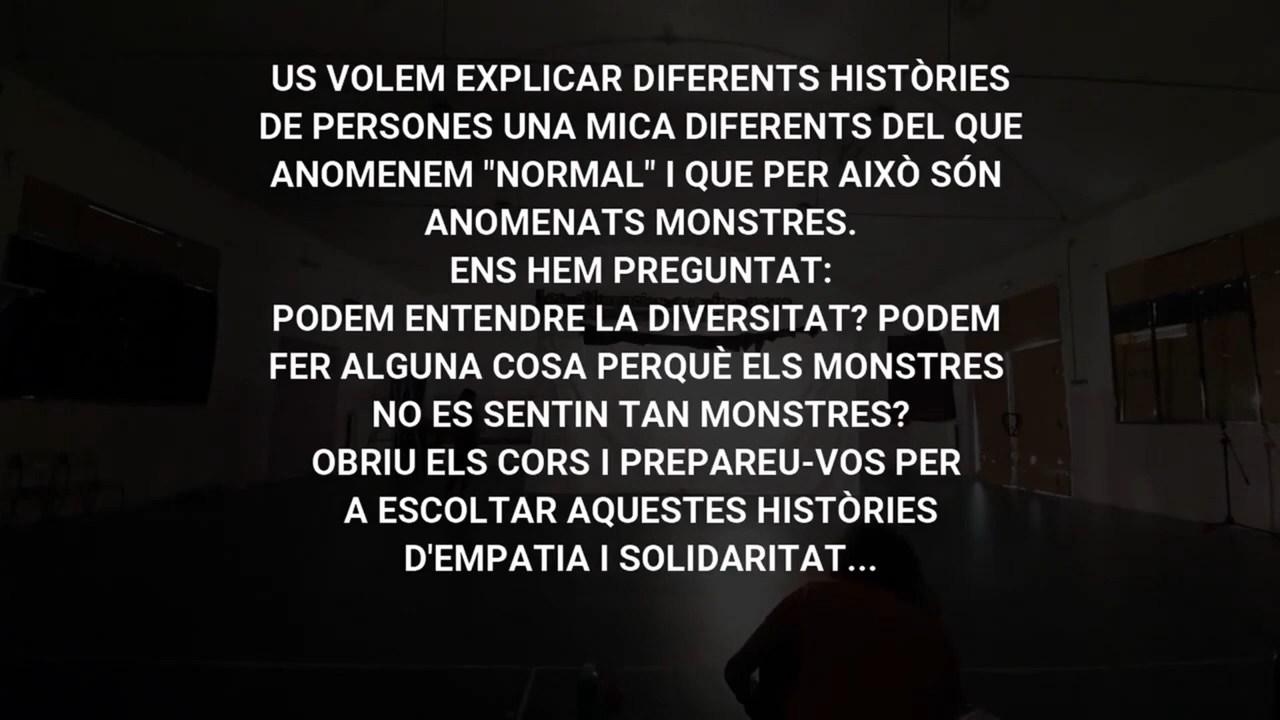 US VOLEM EXPLICAR DIFERENTS HISTÒRIES
DE PERSONES UNA MICA DIFERENTS DEL QUE
ANOMENEM "NORMAL" I QUE PER AIXÒ SÓN
ANOMENATS MONSTRES.
ENS HEM PREGUNTAT:
PODEM ENTENDRE LA DIVERSITAT? PODEM
FER ALGUNA COSA PERQUÈ ELS MONSTRES
NO ES SENTIN TAN MONSTRES?
OBRIU ELS CORS I PREPAREU-VOS PER
A ESCOLTAR AQUESTES HISTÒRIES
D'EMPATIA I SOLIDARITAT...